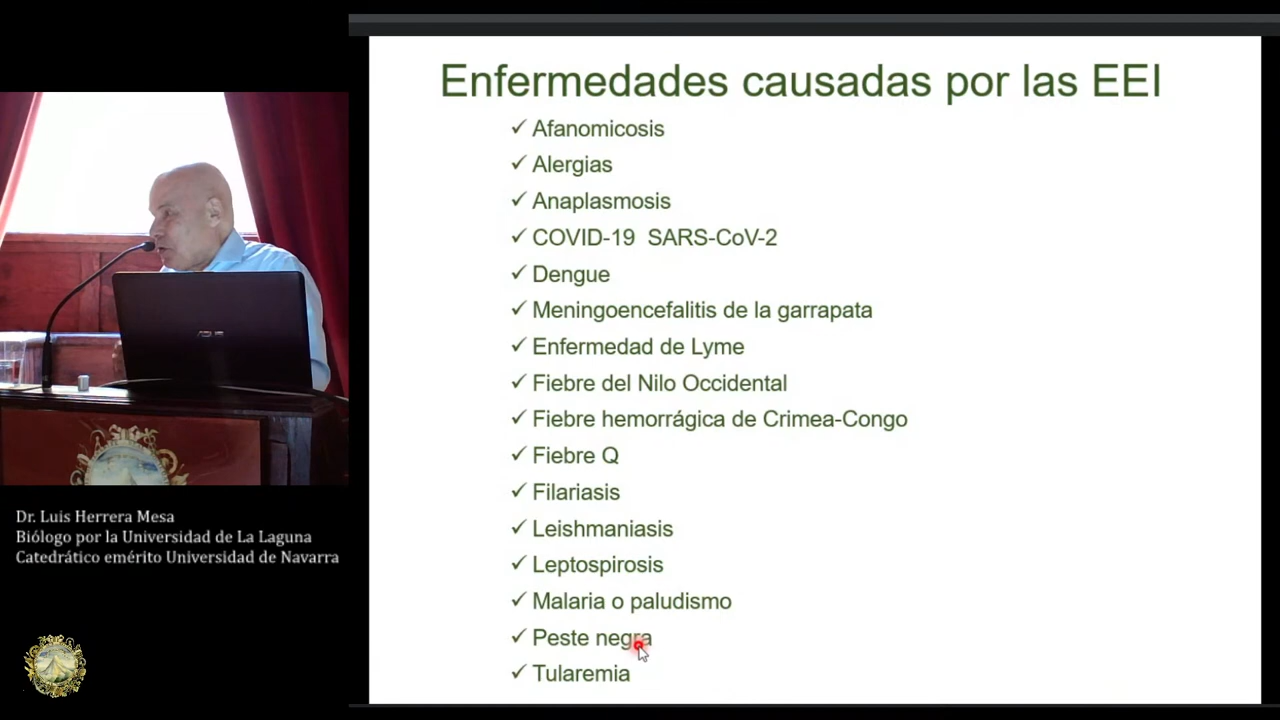 Enfermedades causadas por las EEI
✓ Afanomicosis
✓ Alergias
✓ Anaplasmosis
✓ COVID-19 SARS-CoV-2
✓ Dengue
✓ Meningoencefalitis de la garrapata
✓ Enfermedad de Lyme
✓ Fiebre del Nilo Occidental
✓ Fiebre hemorrágica de Crimea-Congo
✓ Fiebre Q
✓ Filariasis
✓ Leishmaniasis
✓ Leptospirosis
✓ Malaria o paludismo
✓ Peste negra
✓ Tularemia
ASUS
Dr. Luis Herrera Mesa
Biólogo por la Universidad de La Laguna
Catedrático emérito Universidad de Navarra